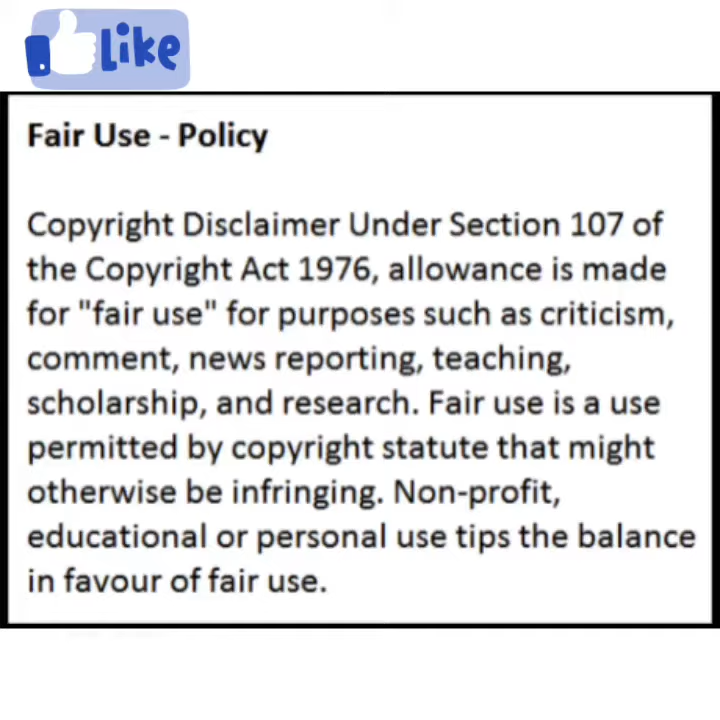 Like
Fair Use - Policy
Copyright Disclaimer Under Section 107 of
the Copyright Act 1976, allowance is made
for "fair use" for purposes such as criticism,
comment, news reporting, teaching,
scholarship, and research. Fair use is a use
permitted by copyright statute that might
otherwise be infringing. Non-profit,
educational or personal use tips the balance
in favour of fair use.